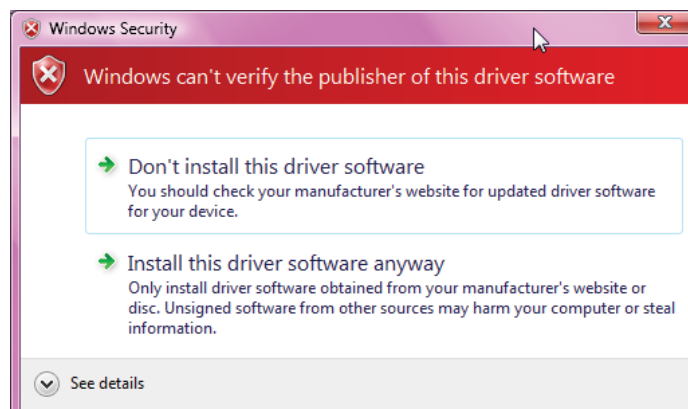 Windows Security
Windows can't verify the publisher of this driver software
Don't install this driver software
You should check your manufacturer's website for updated driver software
for your device.
Install this driver software anyway
Only install driver software obtained from your manufacturer's website or
disc. Unsigned software from other sources may harm your computer or steal
information.
See details